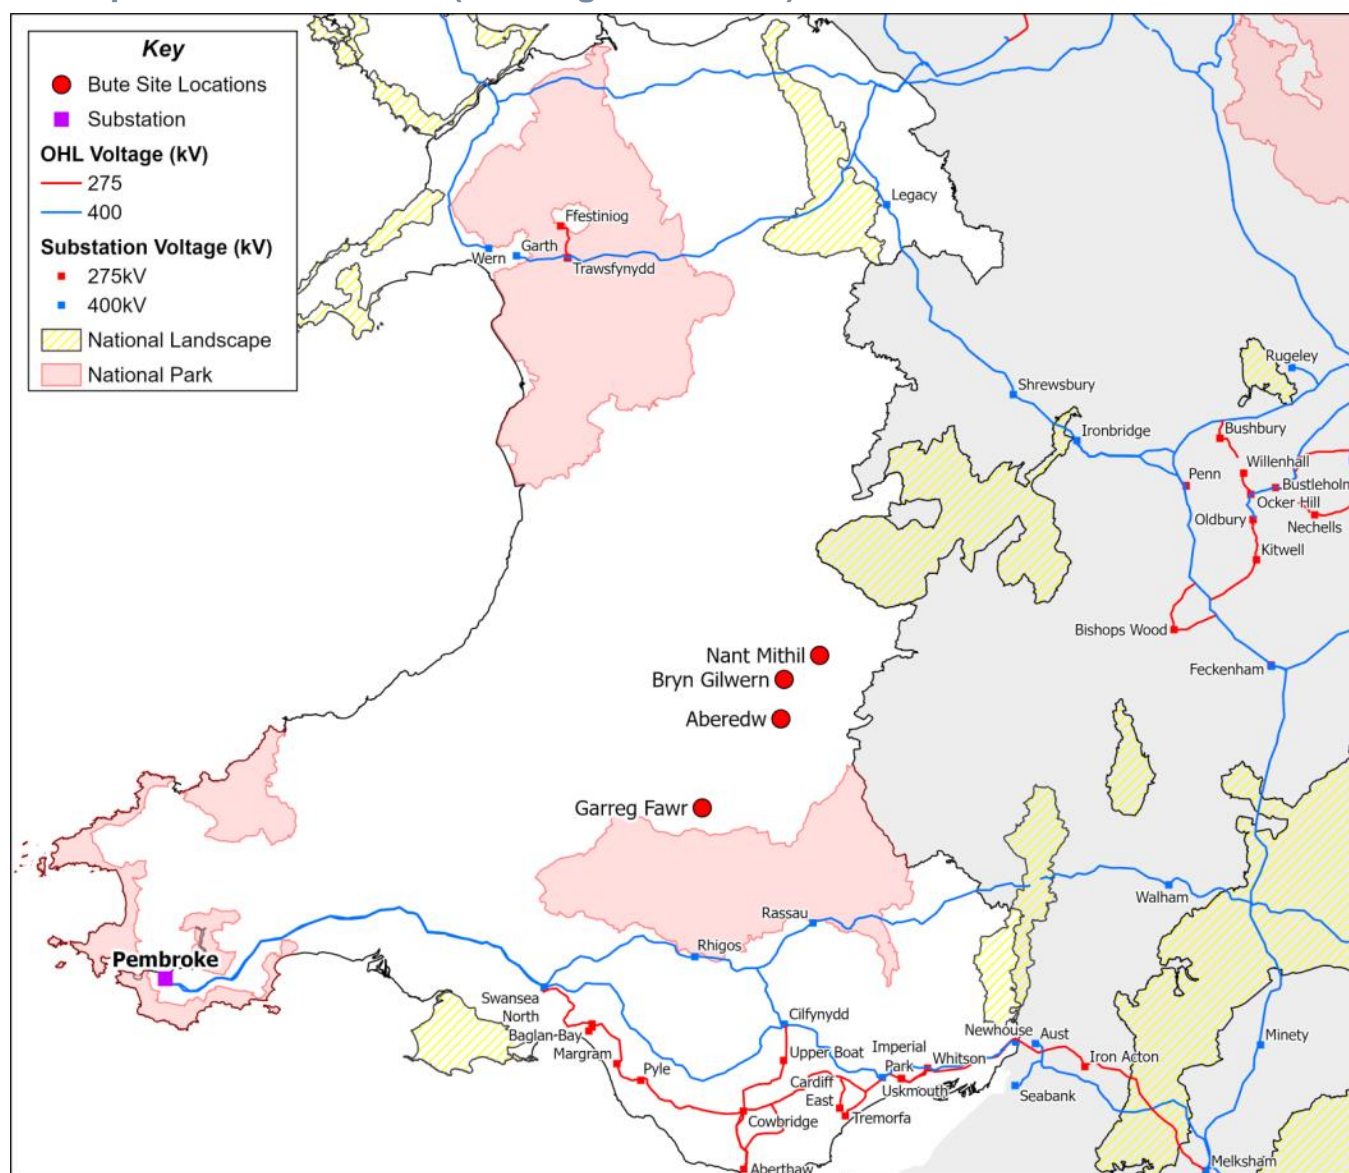 Key
Bute Site Locations
Substation
OHL Voltage (kV)
275
400
Substation Voltage (kV)
275kV
400kV
National Landscape
National Park
Legacy
Ffestiniog
Garth
Wern
Trawsfynydd
Rugeley
Shrewsbury
Ironbridge
Bushbury
Willenhall
Penn
Bustleholm
Ocker Hill
Oldbury
Nechells
Kitwell
Bishops Wood
Nant Mithil
Feckenham
Bryn Gilwern
Aberedw
Garreg Fawr
Walham
Rassau
Rhigos
Pembroke
Swansea
North
Cilfynydd
Baglan-Bay
Newhouse
Aust
Minety
Imperial
Park
Whitson
Margram
Upper Boat
Iron Acton
Pyle
Cardiff
East
Uskmouth
Seabank
Cowbridge
Tremorfa
Melksham
Aberthaw